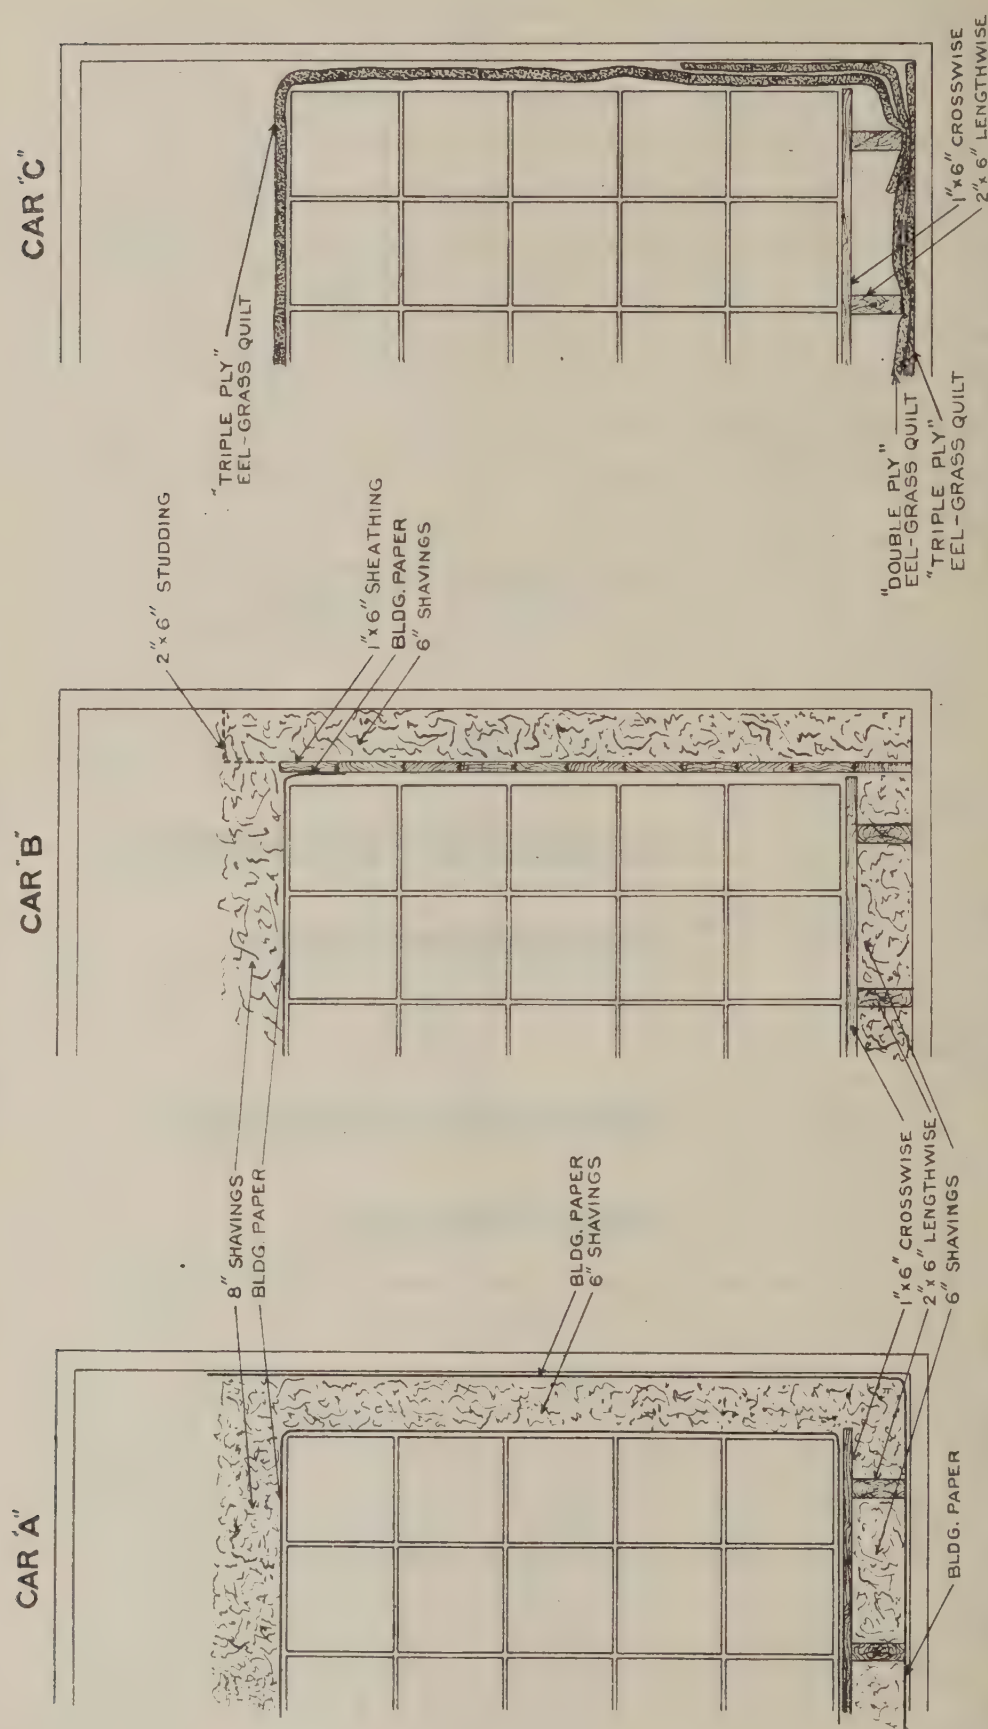 CAR "A"
8" SHAVINGS
BLDG. PAPER
BLDG. PAPER
6" SHAVINGS
1"x6" CROSSWISE
2"x6" LENGTHWISE
6" SHAVINGS
BLDG. PAPER
CAR "B"
2"x6" STUDDING
1"x6" SHEATHING
BLDG. PAPER
6" SHAVINGS
CAR "C"
"TRIPLE PLY"
EEL-GRASS QUILT
"DOUBLE PLY"
EEL-GRASS QUILT
"TRIPLE PLY"
EEL-GRASS QUILT
1"x6" CROSSWISE
2"x6" LENGTHWISE